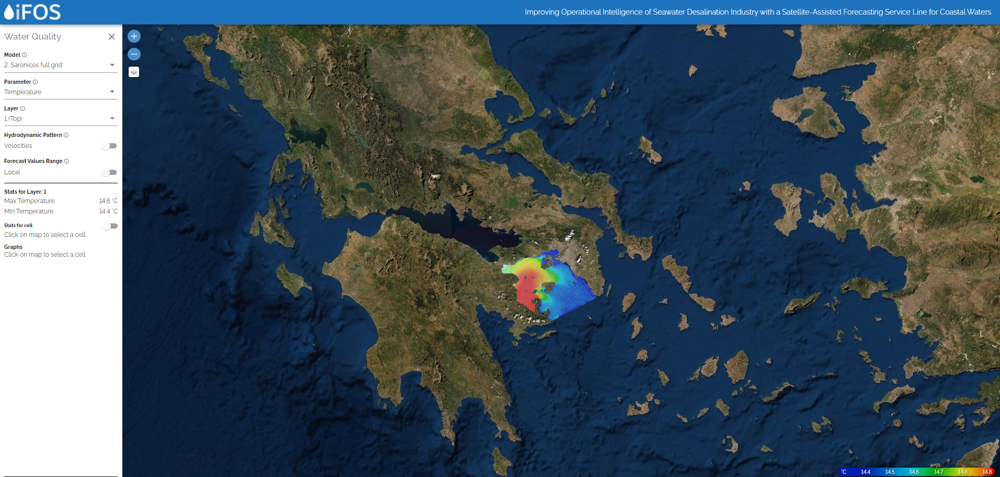 iFOS
Improving Operational Intelligence of Seawater Desalination Industry with a Satellite-Assisted Forecasting Service Line for Coastal Waters
Water Quality
Model
2. Saronicos full grid
Parameter
Temperature
Layer
1 (Top)
Hydrodynamic Pattern
Velocities
Forecast Values Range
Local
Stats for Layer: 1
Max Temperature 14.8 °C
Min Temperature 14.4 °C
Stats for cell
Click on map to select a cell
Graphs
Click on map to select a cell
°C 14.4 14.5 14.6 14.7 14.8 14.8